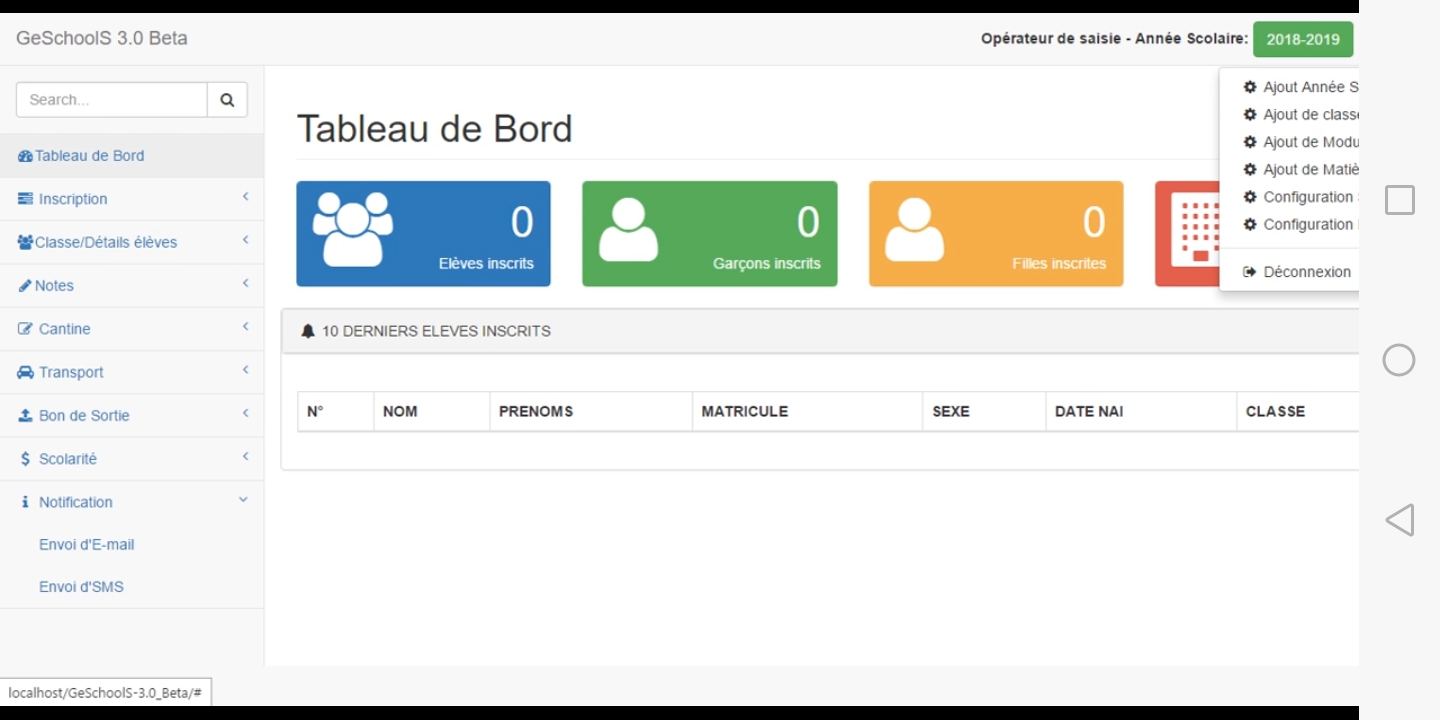 GeSchoolS 3.0 Beta
Opérateur de saisie - Année Scolaire: 2018-2019
Search...
Tableau de Bord
Inscription
Classe/Détails élèves
Notes
Cantine
Transport
Bon de Sortie
Scolarité
Notification
Envoi d'E-mail
Envoi d'SMS
Tableau de Bord
0
Elèves inscrits
0
Garçons inscrits
0
Filles inscrites
Ajout Année S
Ajout de classe
Ajout de Modu
Ajout de Matiè
Configuration
Configuration
Déconnexion
10 DERNIERS ELEVES INSCRITS
N° NOM PRENOMS MATRICULE SEXE DATE NAI CLASSE
localhost/GeSchoolS-3.0_Beta/#